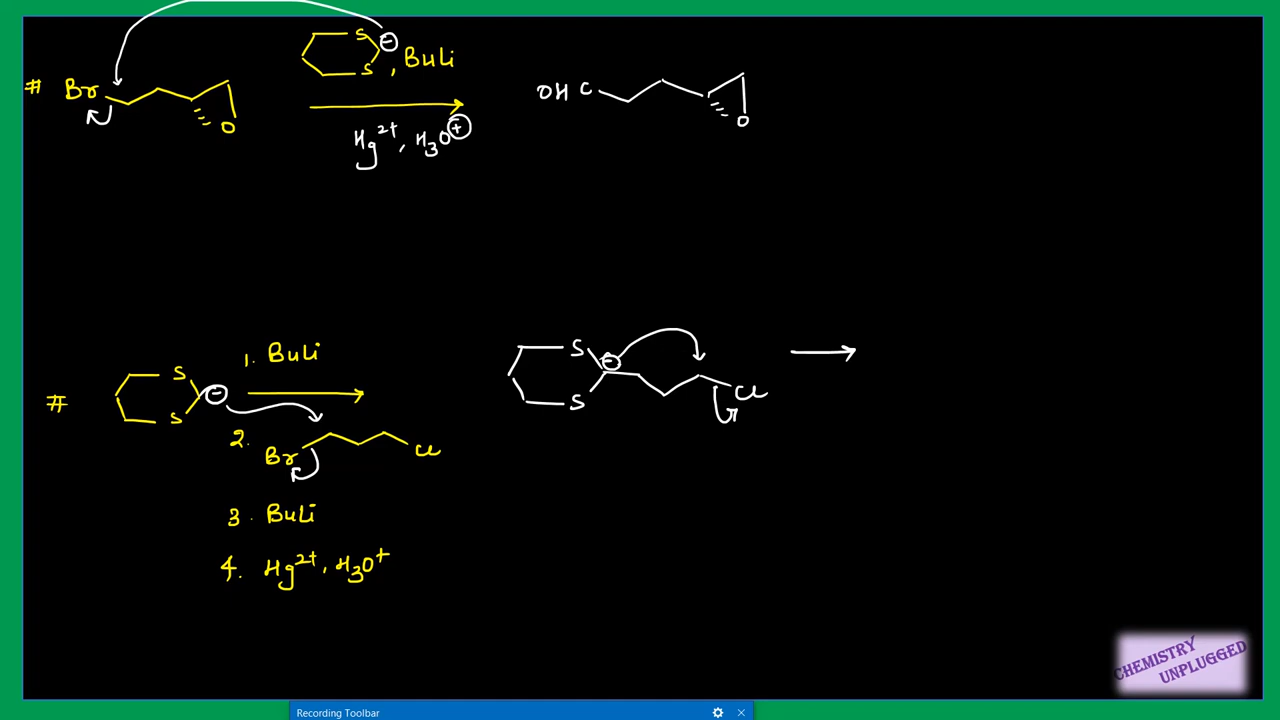 # Br O
S S ⊖, BuLi
Hg2+, H3O⊕
OHC O
# S S ⊖
1. BuLi
2. Br Cl
3. BuLi
4. Hg2+, H3O+
S S ⊖ Cl
CHEMISTRY
UNPLUGGED
Recording Toolbar